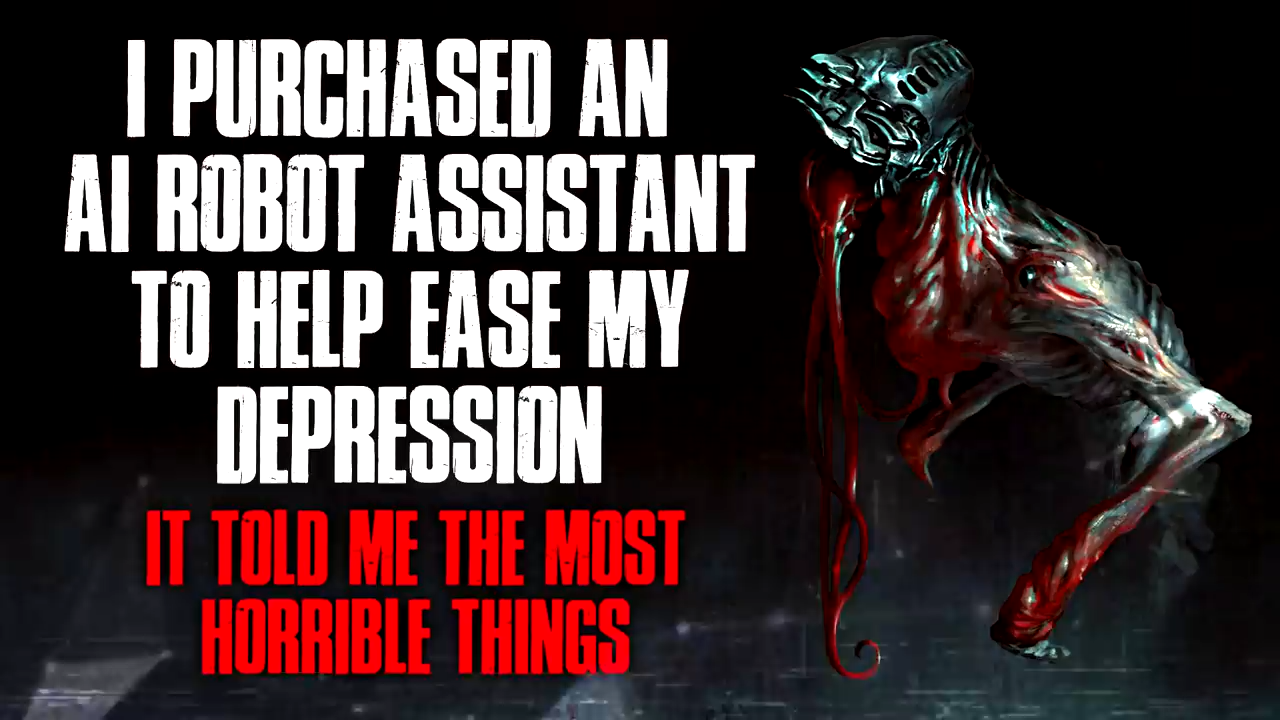 I PURCHASED AN
AI ROBOT ASSISTANT
TO HELP EASE MY
DEPRESSION
IT TOLD ME THE MOST
HORRIBLE THINGS